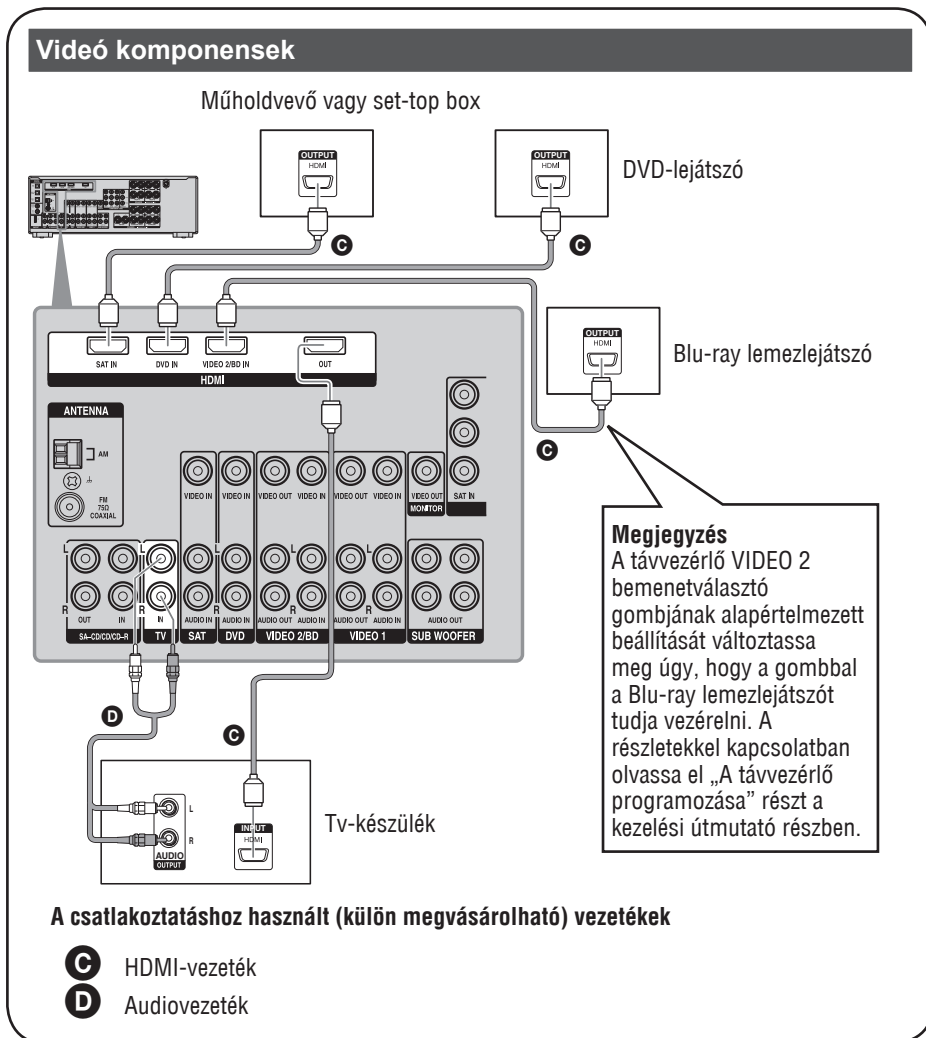 Videó komponensek
Műholdvevő vagy set-top box
OUTPUT
HDMI
OUTPUT
HDMI
DVD-lejátszó
C
C
OUTPUT
HDMI
Blu-ray lemezlejátszó
SAT IN
DVD IN
VIDEO 2/BD IN
OUT
HDMI
C
ANTENNA
AM
FM
75Ω
COAXIAL
VIDEO IN
VIDEO IN
VIDEO OUT
VIDEO IN
VIDEO OUT
VIDEO IN
VIDEO OUT
MONITOR
SAT IN
L
L
L
L
R
R
R
R
OUT
IN
IN
AUDIO IN
AUDIO IN
AUDIO OUT
AUDIO IN
AUDIO OUT
AUDIO IN
AUDIO OUT
SA-CD/CD/CD-R
TV
SAT
DVD
VIDEO 2/BD
VIDEO 1
SUB WOOFER
Megjegyzés
A távvezérlő VIDEO 2
bemenetválasztó
gombjának alapértelmezett
beállítását változtassa
meg úgy, hogy a gombbal
a Blu-ray lemezlejátszót
tudja vezérelni. A
részletekkel kapcsolatban
olvassa el „A távvezérlő
programozása” részt a
kezelési útmutató részben.
D
C
L
R
AUDIO
OUTPUT
INPUT
HDMI
Tv-készülék
A csatlakoztatáshoz használt (külön megvásárolható) vezetékek
C HDMI-vezeték
D Audiovezeték